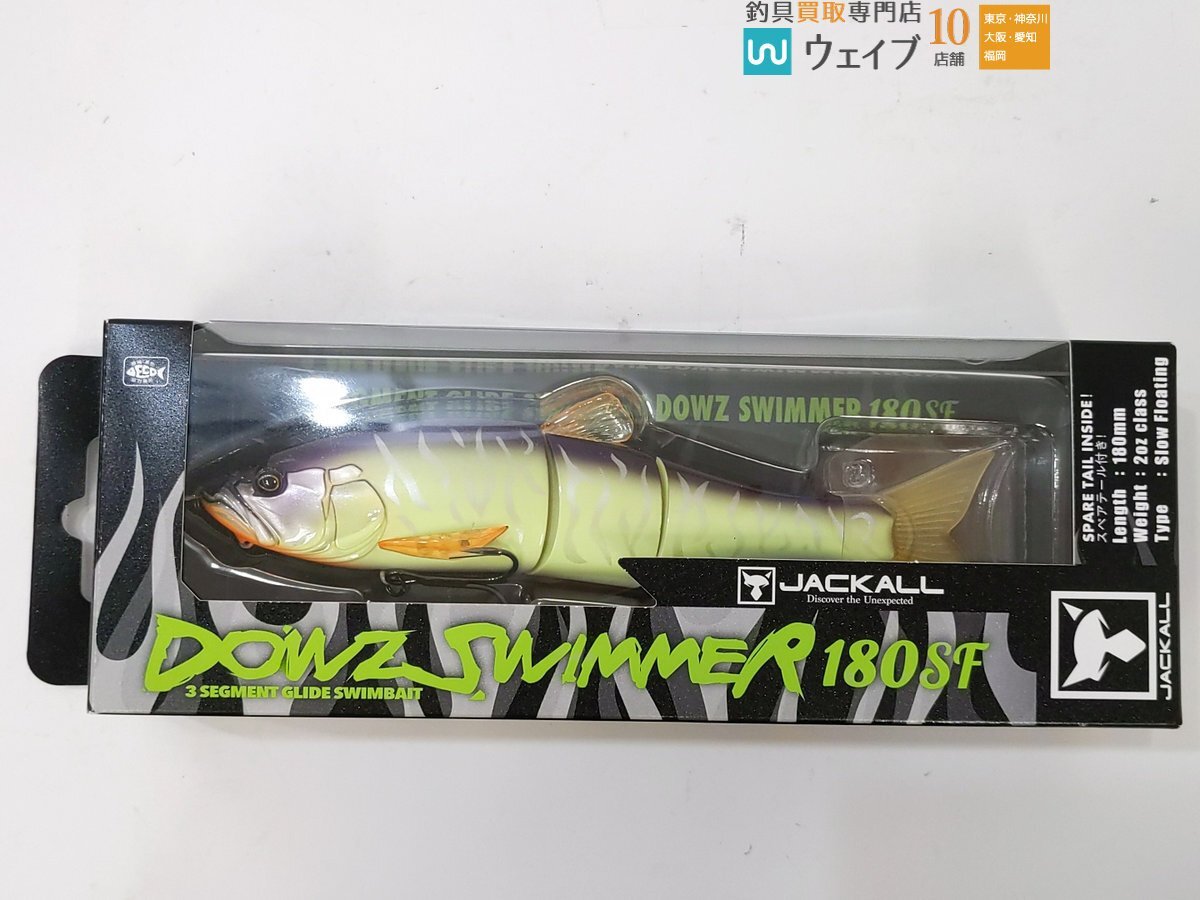 釣具買取専門店
ウェイブ
10
店舗
東京・神奈川
大阪・愛知
福岡
DOWZ SWIMMER 180SF
SPARE TAIL INSIDE!
スペアテール付き!
Length : 180mm
Weight : 2oz class
Type : Slow Floating
JACKALL
Discover the Unexpected
DOWZ SWIMMER 180SF
3 SEGMENT GLIDE SWIMBAIT
JACKALL